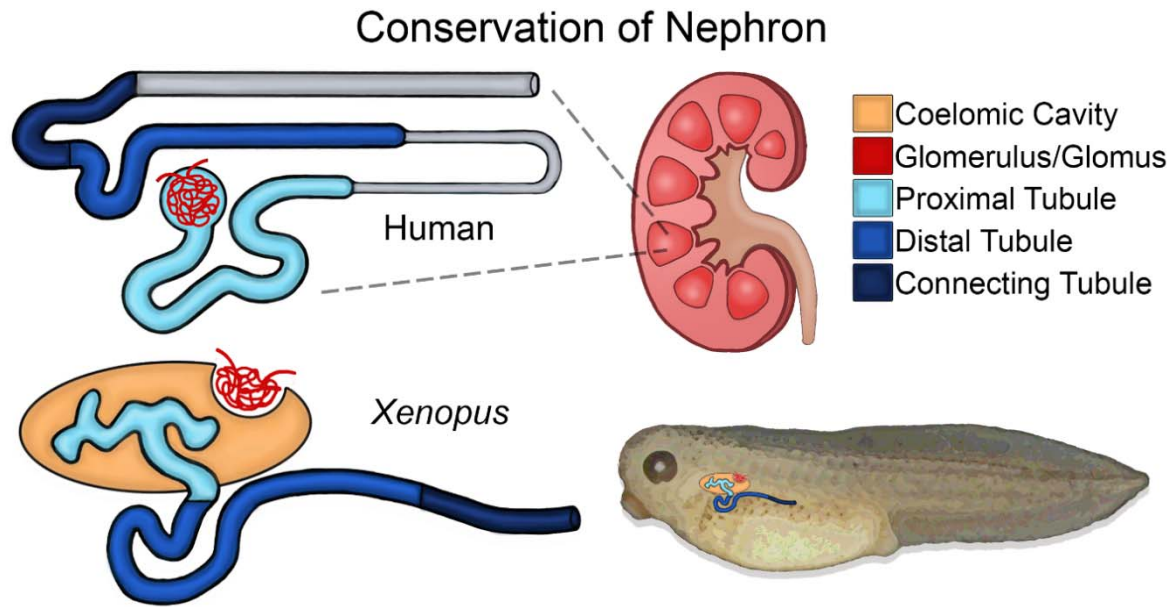 Conservation of Nephron
Human
Coelomic Cavity
Glomerulus/Glomus
Proximal Tubule
Distal Tubule
Connecting Tubule
Xenopus